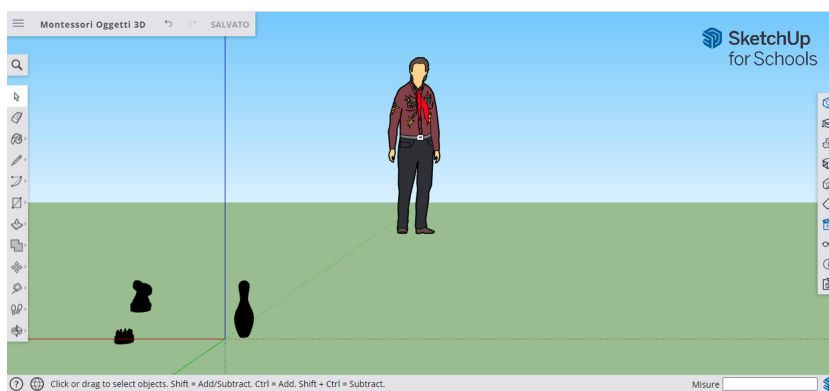 Montessori Oggetti 3D SALVATO
SketchUp
for Schools
Click or drag to select objects. Shift = Add/Subtract. Ctrl = Add. Shift + Ctrl = Subtract. Misure